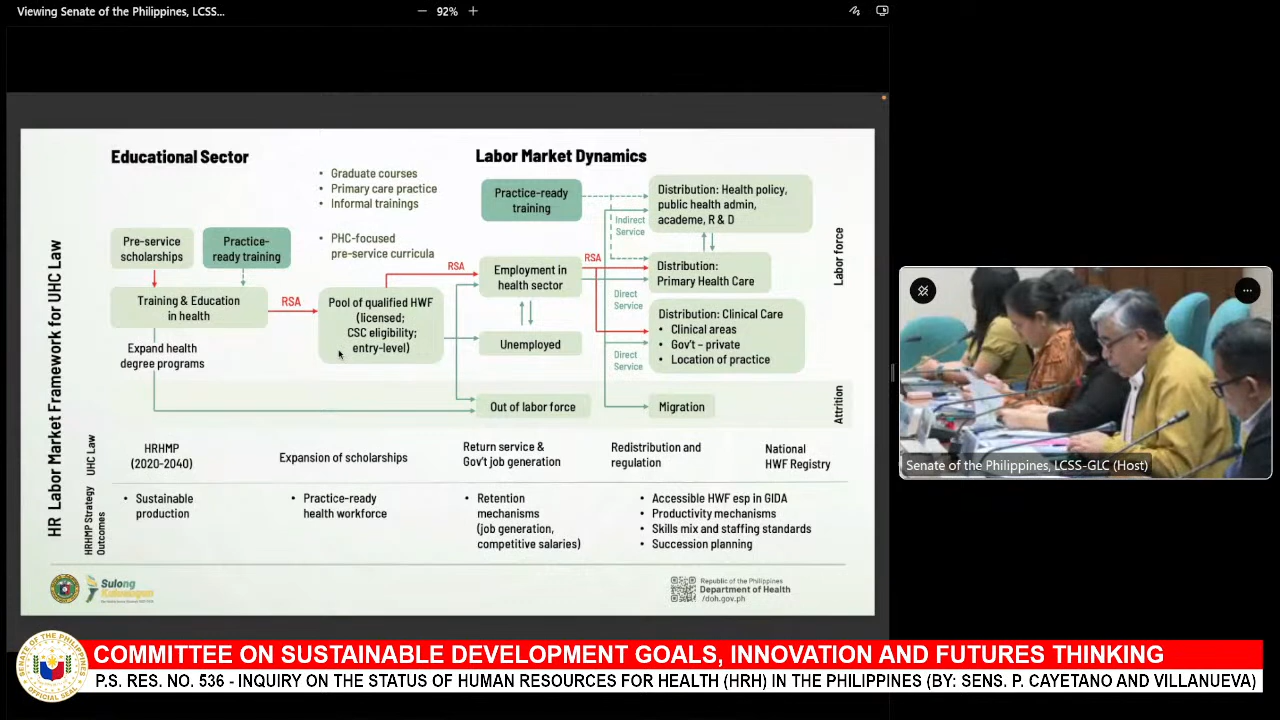 Viewing Senate of the Philippines, LCSS...
92%
Educational Sector
Labor Market Dynamics
• Graduate courses
• Primary care practice
• Informal trainings
• PHC-focused
pre-service curricula
Pre-service
scholarships
Practice-
ready training
Training & Education
in health
RSA
Expand health
degree programs
Pool of qualified HWF
(licensed;
CSC eligibility;
entry-level)
RSA
Practice-ready
training
Employment in
health sector
Unemployed
Out of labor force
RSA
Indirect
Service
Direct
Service
Direct
Service
Distribution: Health policy,
public health admin,
academe, R & D
Distribution:
Primary Health Care
Distribution: Clinical Care
• Clinical areas
• Gov't – private
• Location of practice
Migration
Labor force
Attrition
HR Labor Market Framework for UHC Law
UHC Law
HRHMP
(2020-2040)
Expansion of scholarships
Return service &
Gov't job generation
Redistribution and
regulation
National
HWF Registry
HRHMP Strategy
Outcomes
• Sustainable
production
• Practice-ready
health workforce
• Retention
mechanisms
(job generation,
competitive salaries)
• Accessible HWF esp in GIDA
• Productivity mechanisms
• Skills mix and staffing standards
• Succession planning
Sulong
Kalusugan
Republic of the Philippines
Department of Health
/doh.gov.ph
Senate of the Philippines, LCSS-GLC (Host)
SENATE OF THE PHILIPPINES
OFFICIAL SEAL
COMMITTEE ON SUSTAINABLE DEVELOPMENT GOALS, INNOVATION AND FUTURES THINKING
P.S. RES. NO. 536 - INQUIRY ON THE STATUS OF HUMAN RESOURCES FOR HEALTH (HRH) IN THE PHILIPPINES (BY: SENS. P. CAYETANO AND VILLANUEVA)